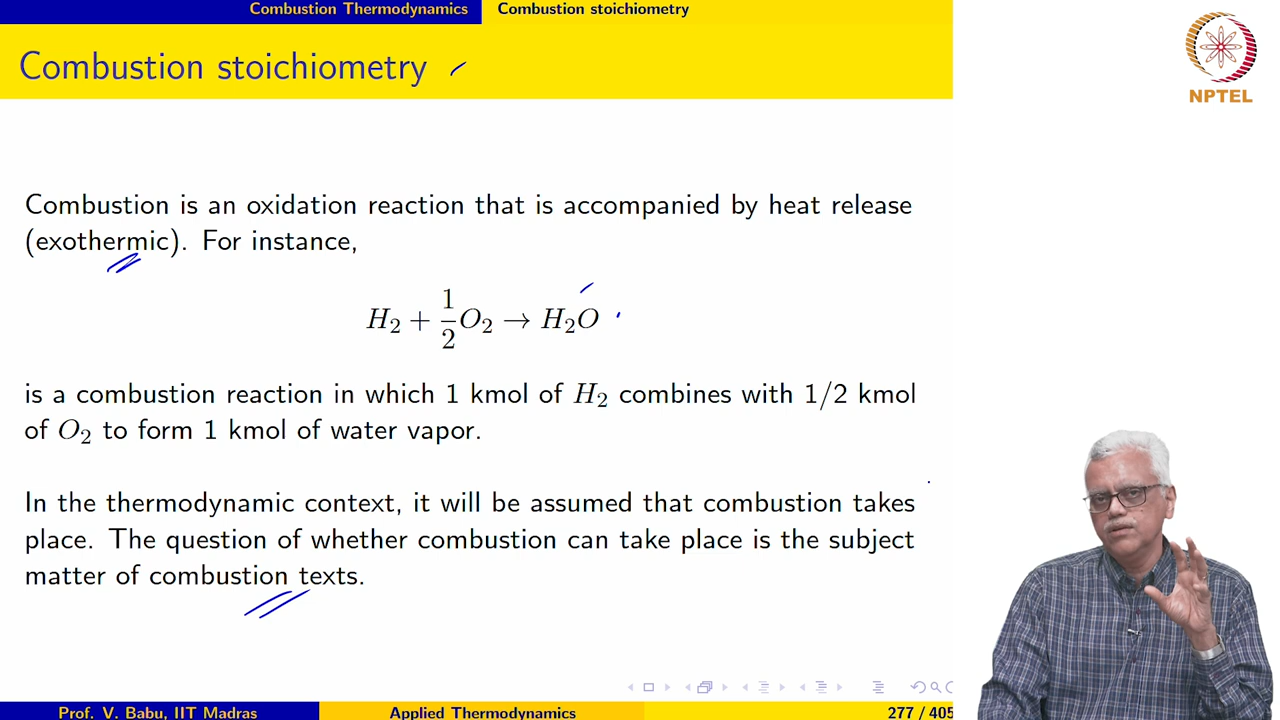 Combustion Thermodynamics Combustion stoichiometry
Combustion stoichiometry
NPTEL
Combustion is an oxidation reaction that is accompanied by heat release
(exothermic). For instance,
H₂ + 1/2 O₂ → H₂O
is a combustion reaction in which 1 kmol of H₂ combines with 1/2 kmol
of O₂ to form 1 kmol of water vapor.
In the thermodynamic context, it will be assumed that combustion takes
place. The question of whether combustion can take place is the subject
matter of combustion texts.
Prof. V. Babu, IIT Madras Applied Thermodynamics 277 / 405